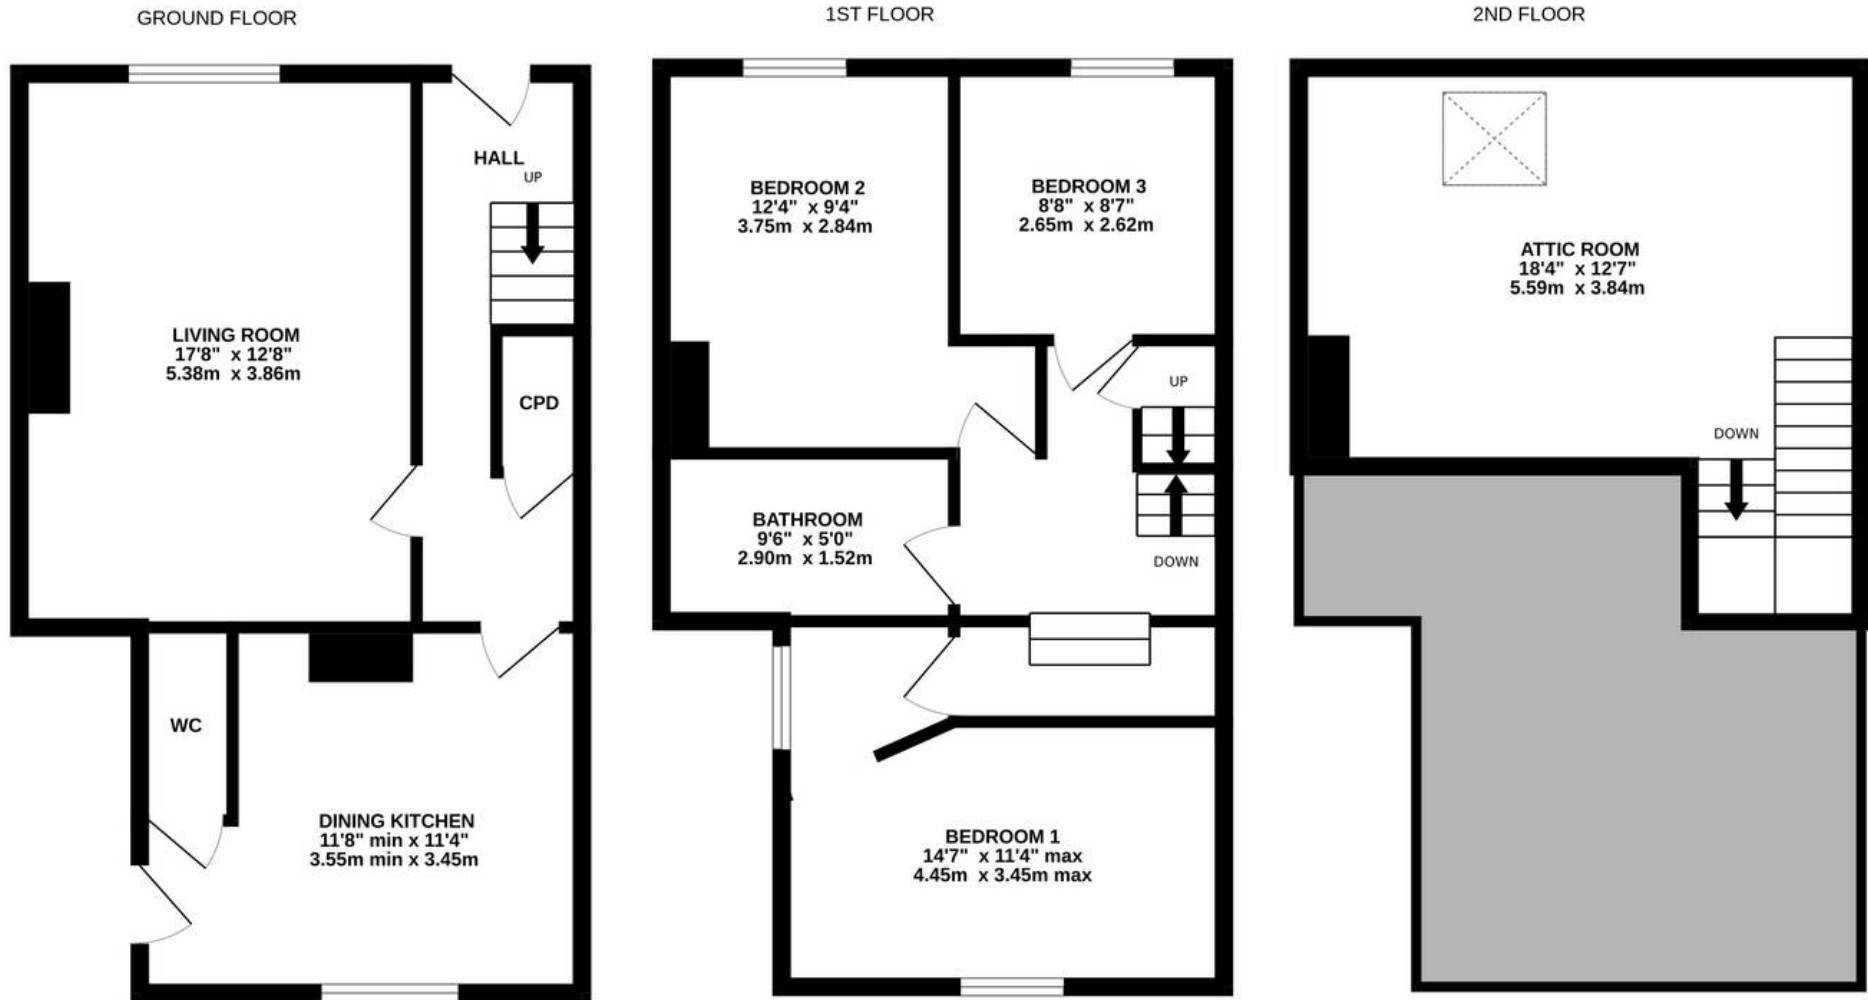 GROUND FLOOR
HALL
UP
LIVING ROOM
17'8" x 12'8"
5.38m x 3.86m
CPD
WC
DINING KITCHEN
11'8" min x 11'4"
3.55m min x 3.45m
1ST FLOOR
BEDROOM 2
12'4" x 9'4"
3.75m x 2.84m
BEDROOM 3
8'8" x 8'7"
2.65m x 2.62m
UP
BATHROOM
9'6" x 5'0"
2.90m x 1.52m
DOWN
BEDROOM 1
14'7" x 11'4" max
4.45m x 3.45m max
2ND FLOOR
ATTIC ROOM
18'4" x 12'7"
5.59m x 3.84m
DOWN